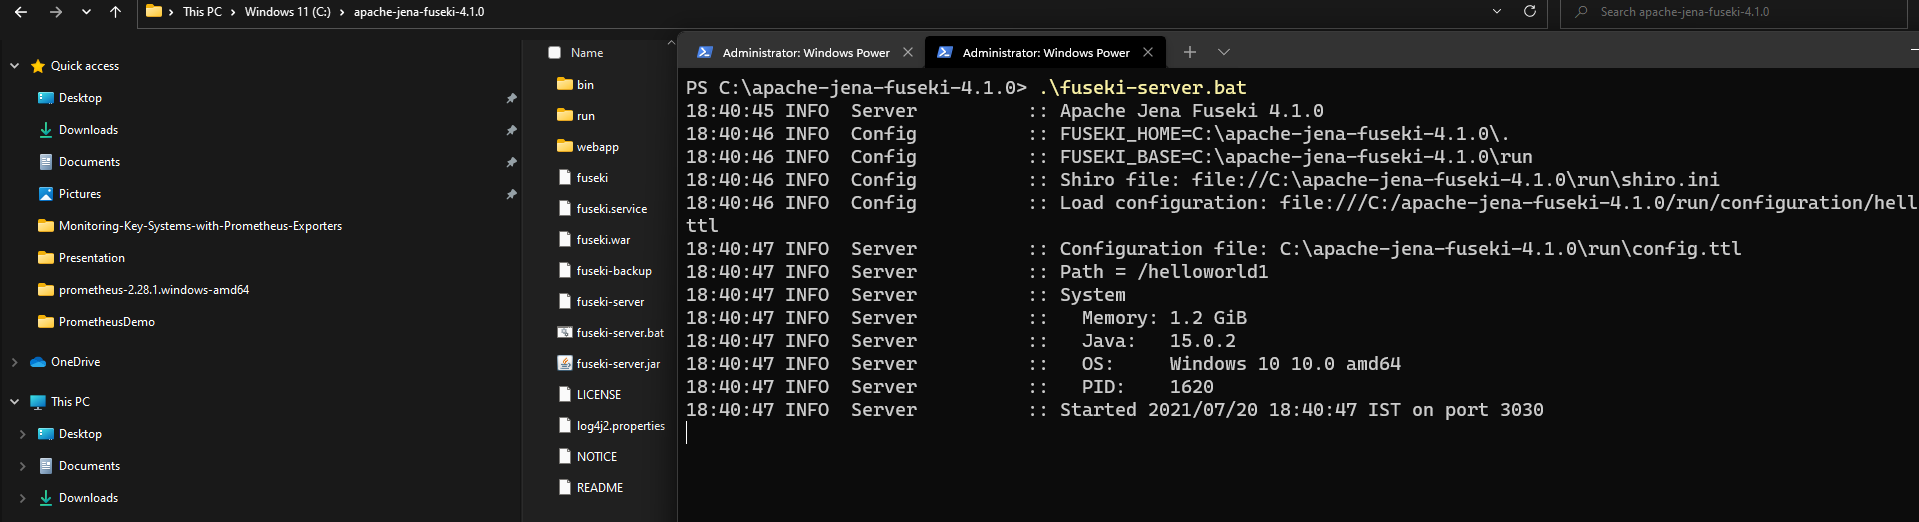 This PC > Windows 11 (C:) > apache-jena-fuseki-4.1.0
Search apache-jena-fuseki-4.1.0
Quick access
Desktop
Downloads
Documents
Pictures
Monitoring-Key-Systems-with-Prometheus-Exporters
Presentation
prometheus-2.28.1.windows-amd64
PrometheusDemo
OneDrive
This PC
Desktop
Documents
Downloads
Name
bin
run
webapp
fuseki
fuseki.service
fuseki.war
fuseki-backup
fuseki-server
fuseki-server.bat
fuseki-server.jar
LICENSE
log4j2.properties
NOTICE
README
Administrator: Windows Power
Administrator: Windows Power
PS C:\apache-jena-fuseki-4.1.0> .\fuseki-server.bat
18:40:45 INFO  Server          :: Apache Jena Fuseki 4.1.0
18:40:46 INFO  Config          :: FUSEKI_HOME=C:\apache-jena-fuseki-4.1.0\.
18:40:46 INFO  Config          :: FUSEKI_BASE=C:\apache-jena-fuseki-4.1.0\run
18:40:46 INFO  Config          :: Shiro file: file://C:\apache-jena-fuseki-4.1.0\run\shiro.ini
18:40:46 INFO  Config          :: Load configuration: file:///C:/apache-jena-fuseki-4.1.0/run/configuration/hell
ttl
18:40:47 INFO  Server          :: Configuration file: C:\apache-jena-fuseki-4.1.0\run\config.ttl
18:40:47 INFO  Server          :: Path = /helloworld1
18:40:47 INFO  Server          :: System
18:40:47 INFO  Server          ::   Memory: 1.2 GiB
18:40:47 INFO  Server          ::   Java:   15.0.2
18:40:47 INFO  Server          ::   OS:     Windows 10 10.0 amd64
18:40:47 INFO  Server          ::   PID:    1620
18:40:47 INFO  Server          :: Started 2021/07/20 18:40:47 IST on port 3030